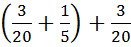 (3/20 + 1/5) + 3/20